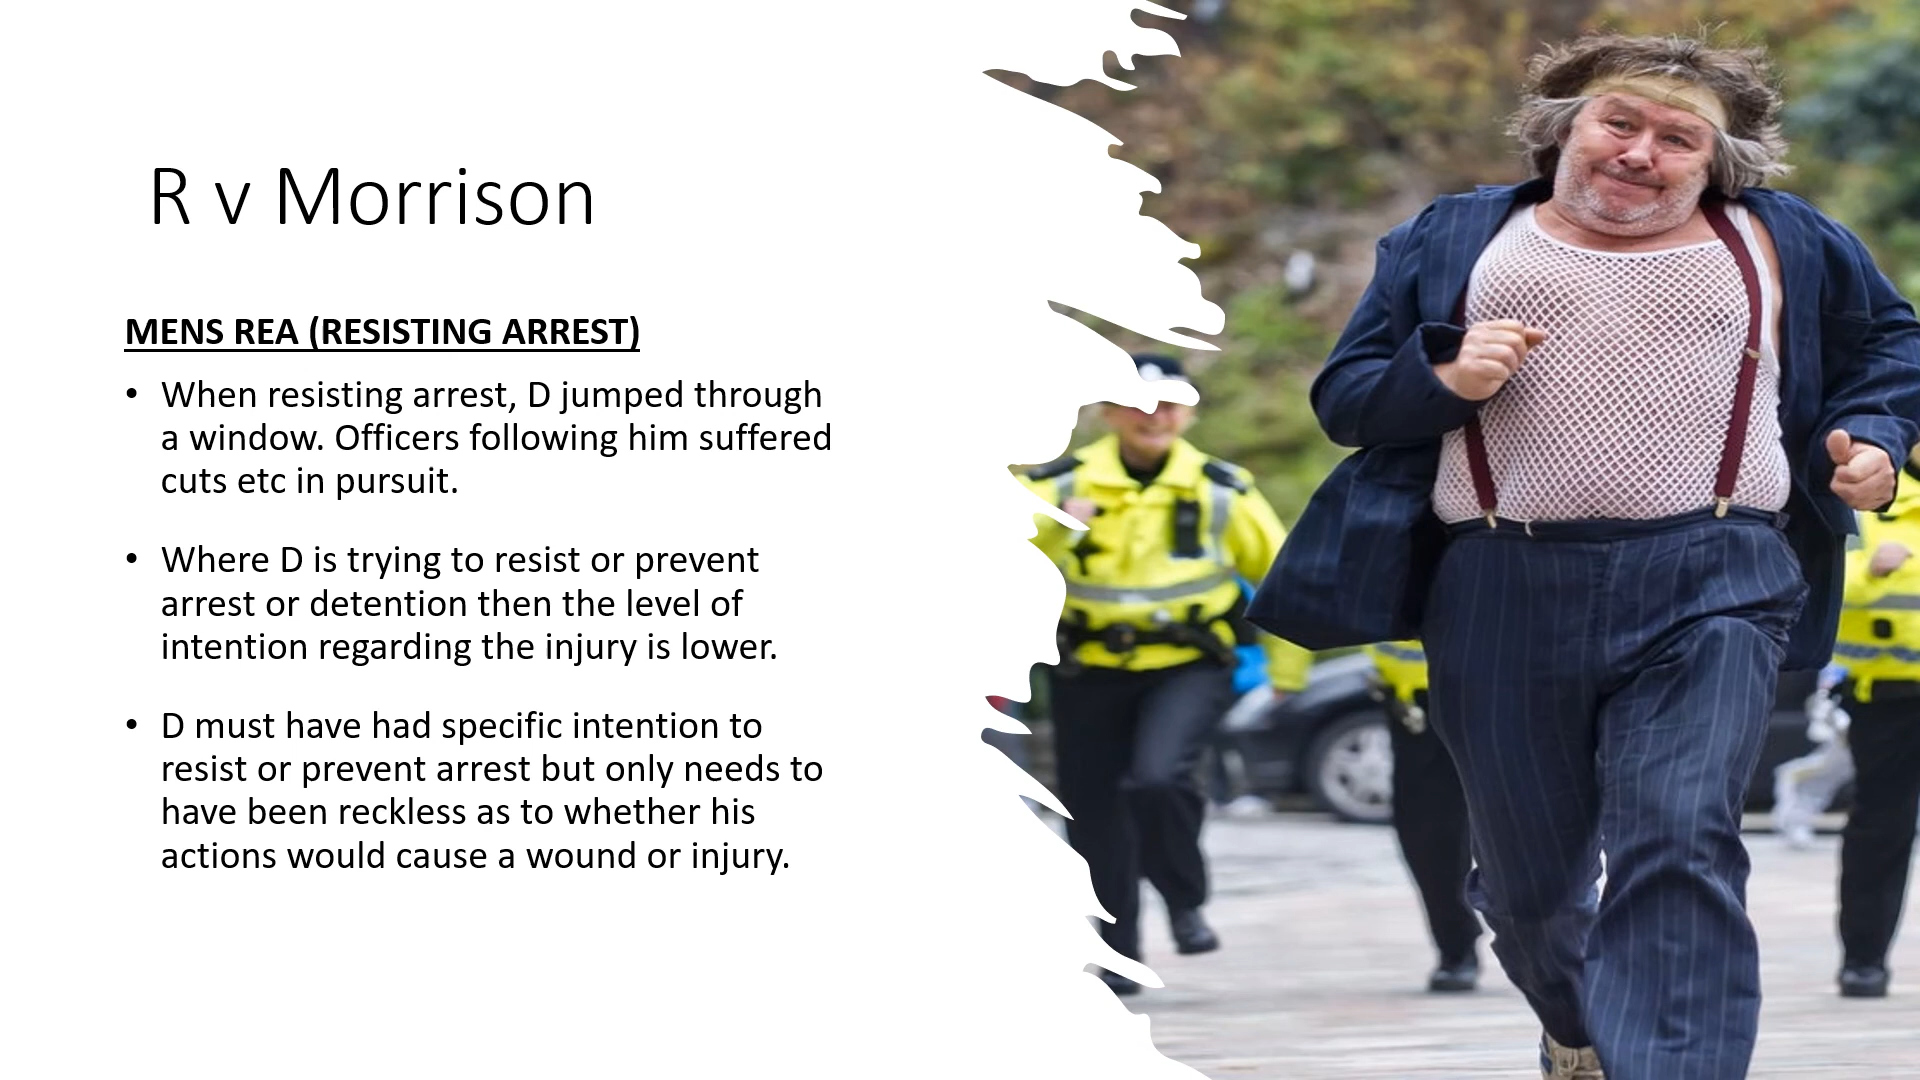 R v Morrison
MENS REA (RESISTING ARREST)
• When resisting arrest, D jumped through
a window. Officers following him suffered
cuts etc in pursuit.
• Where D is trying to resist or prevent
arrest or detention then the level of
intention regarding the injury is lower.
• D must have had specific intention to
resist or prevent arrest but only needs to
have been reckless as to whether his
actions would cause a wound or injury.